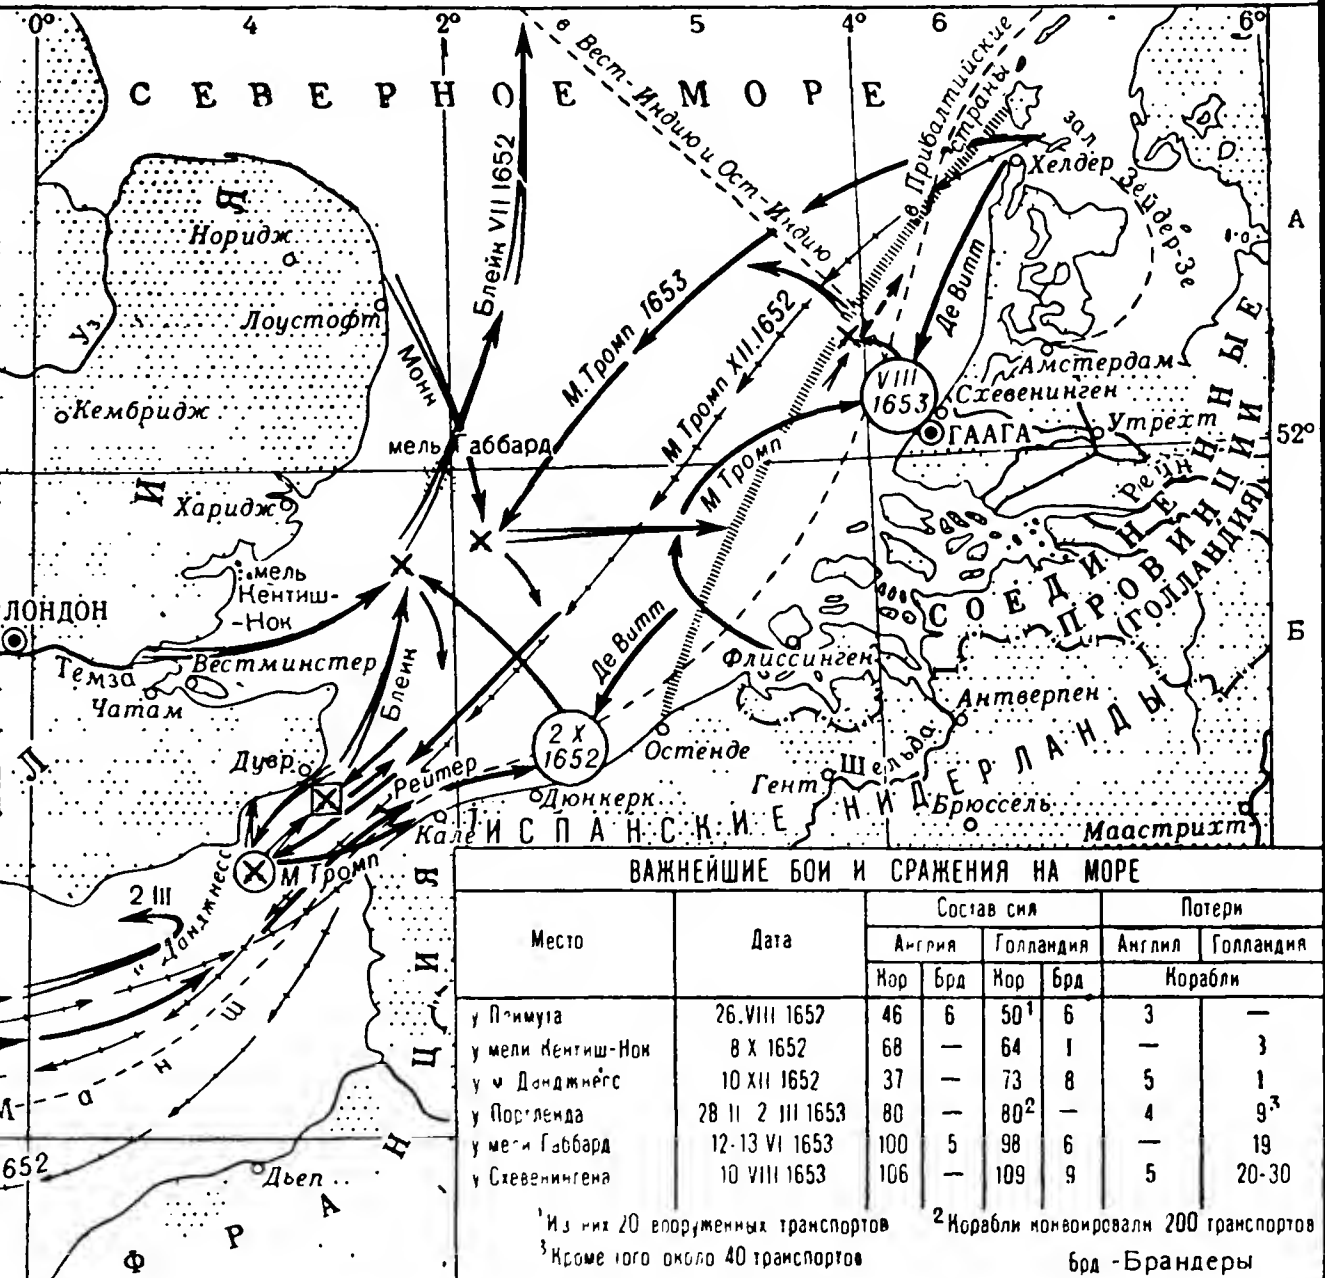 0° 4 2° 5 4° 6 6°
СЕВЕРНОЕ МОРЕ
в Вест-Индию и Ост-Индию
в Прибалтийские
страны
зал Зейдер-Зе
Хелдер
А
Норидж
Блейк VII 1652
Де Витт
Лоустофт
Уз
Монк
М.Тромп 1653
М Тромп XII.1652
Амстердам
VIII
1653
Схевенинген
Кембридж
ГААГА
Утрехт
52°
мель Габбард
М Тромп
Рейн
Харидж
СОЕДИНЕННЫЕ
ПРОВИНЦИИ
(ГОЛЛАНДИЯ)
мель
Кентиш-
-Нок
ЛОНДОН
Б
Темза
Вестминстер
Чатам
Блейк
Де Витт
Флиссинген
Антверпен
2 X
1652
Остенде
Дувр
Рейтер
Шельда
Гент
Дюнкерк
Брюссель
Кале
ИСПАНСКИЕ НИДЕРЛАНДЫ
Маастрихт
М Тромп
2 III
м Данджнесс
Л И Я
Ла-Манш
1652
Дьеп
ФРАНЦИЯ
ВАЖНЕЙШИЕ БОИ И СРАЖЕНИЯ НА МОРЕ
Место Дата Состав сил Потери
Англия Голландия Англия Голландия
Кор Брд Кор Брд Корабли
у Плимута 26.VIII 1652 46 6 50¹ 6 3 —
у мели Кентиш-Нок 8 X 1652 68 — 64 1 — 3
у м Данджнесс 10 XII 1652 37 — 73 8 5 1
у Портленда 28 II 2 III 1653 80 — 80² — 4 9³
у мели Габбард 12-13 VI 1653 100 5 98 6 — 19
у Схевенингена 10 VIII 1653 106 — 109 9 5 20-30
¹Из них 20 вооруженных транспортов ²Корабли конвоировали 200 транспортов
³Кроме того около 40 транспортов брд -Брандеры